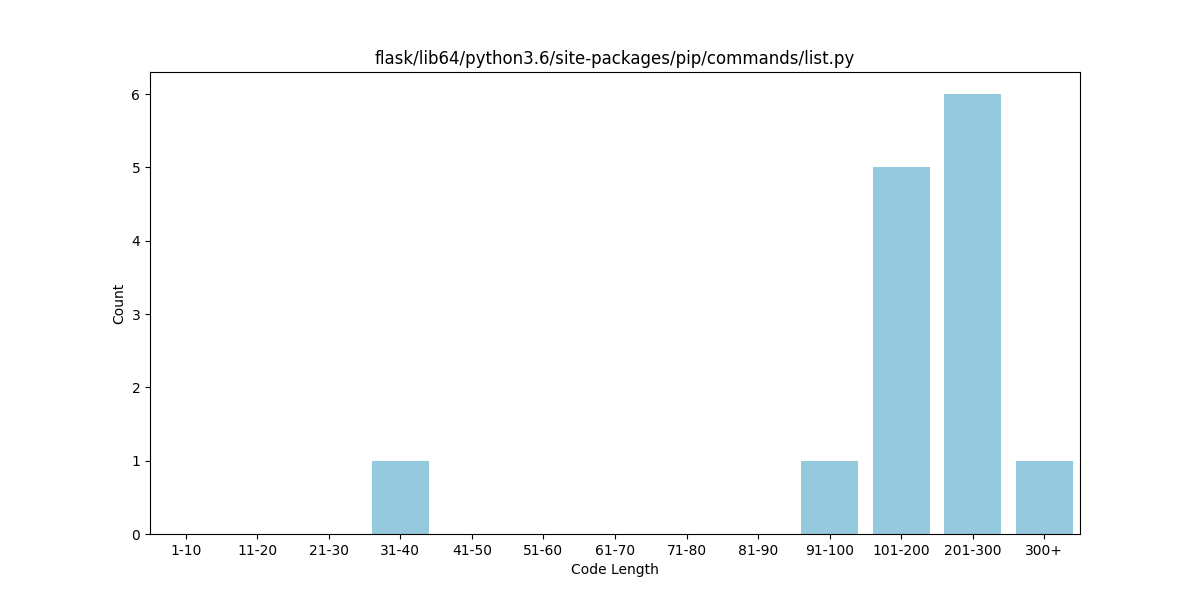 flask/lib64/python3.6/site-packages/pip/commands/list.py
6
5
4
3
2
1
0
Count
1-10 11-20 21-30 31-40 41-50 51-60 61-70 71-80 81-90 91-100 101-200 201-300 300+
Code Length